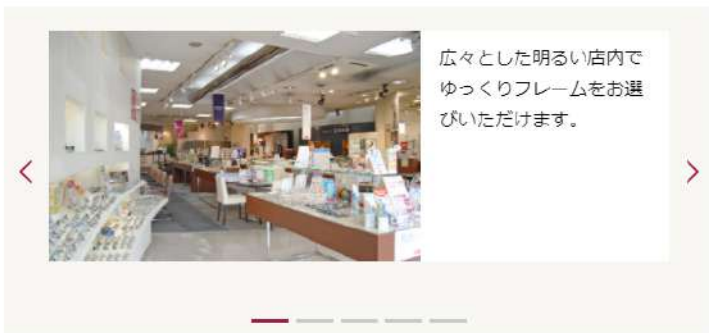 広々とした明るい店内で
ゆっくりフレームをお選
びいただけます。